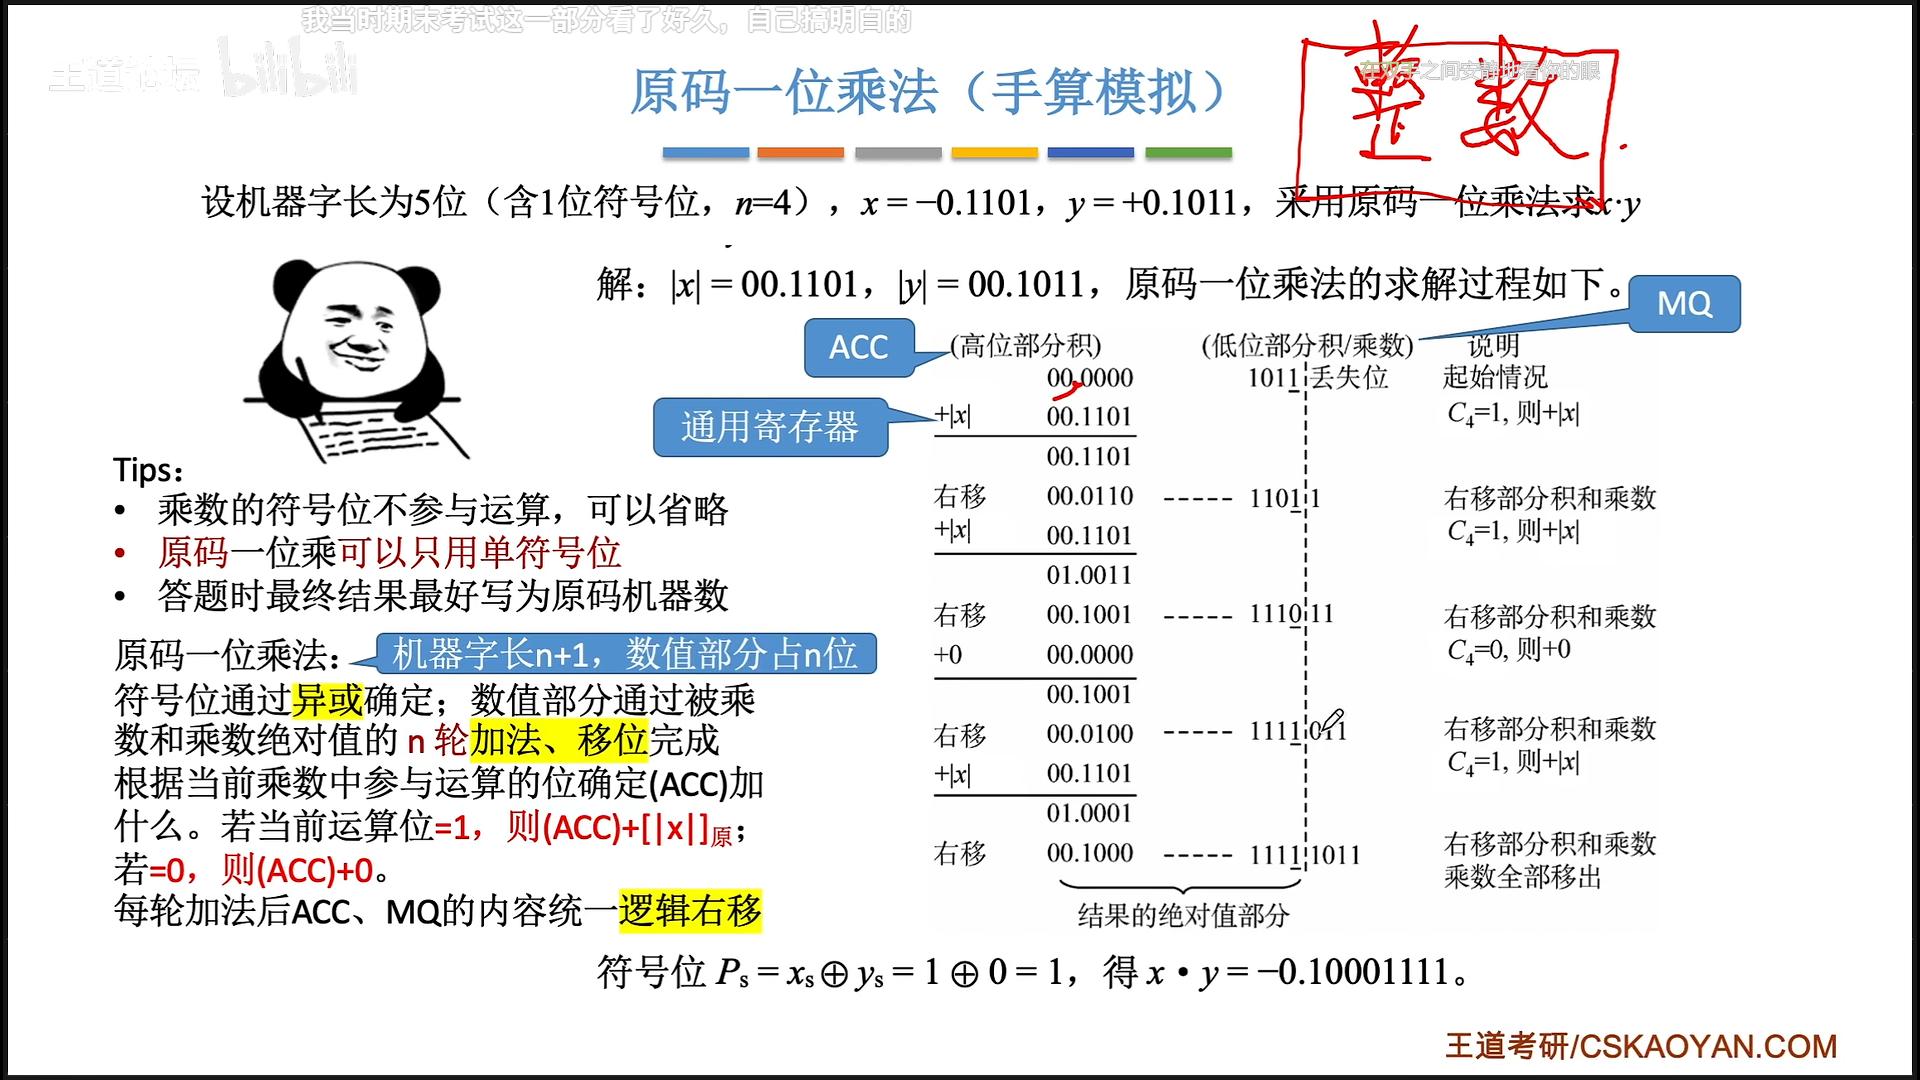 我当时期末考试这一部分看了好久，自己搞明白的
王道论坛 bilibili
原码一位乘法（手算模拟）
整数
在双手之间安静地看你的眼
设机器字长为5位（含1位符号位，n=4），x = −0.1101，y = +0.1011，采用原码一位乘法求x·y
解：|x| = 00.1101，|y| = 00.1011，原码一位乘法的求解过程如下。
MQ
ACC
(高位部分积) (低位部分积/乘数) 说明
00.0000 1011 丢失位 起始情况
通用寄存器
+|x| 00.1101 C₄=1, 则+|x|
00.1101
右移 00.0110 ----- 1101 1 右移部分积和乘数
+|x| 00.1101 C₄=1, 则+|x|
01.0011
右移 00.1001 ----- 1110 11 右移部分积和乘数
+0 00.0000 C₄=0, 则+0
00.1001
右移 00.0100 ----- 1111 011 右移部分积和乘数
+|x| 00.1101 C₄=1, 则+|x|
01.0001
右移 00.1000 ----- 1111 1011 右移部分积和乘数
乘数全部移出
结果的绝对值部分
Tips：
• 乘数的符号位不参与运算，可以省略
• 原码一位乘可以只用单符号位
• 答题时最终结果最好写为原码机器数
原码一位乘法：
机器字长n+1，数值部分占n位
符号位通过异或确定；数值部分通过被乘
数和乘数绝对值的 n 轮加法、移位完成
根据当前乘数中参与运算的位确定(ACC)加
什么。若当前运算位=1，则(ACC)+[|x|]原；
若=0，则(ACC)+0。
每轮加法后ACC、MQ的内容统一逻辑右移
符号位 Pₛ = xₛ⊕yₛ = 1⊕0 = 1，得 x • y = −0.10001111。
王道考研/CSKAOYAN.COM